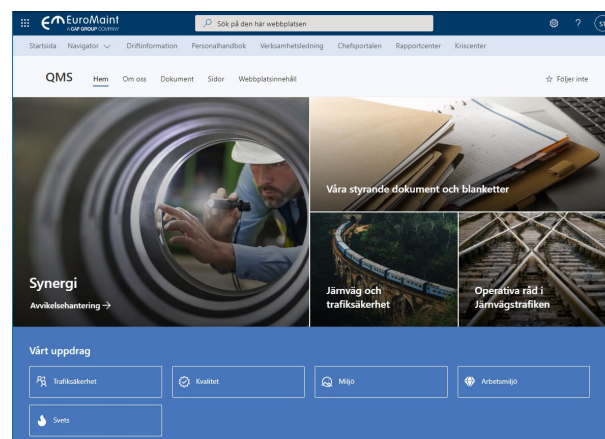 EuroMaint
A CAF GROUP COMPANY
Sök på den här webbplatsen
?
ST
Startsida Navigator Driftinformation Personalhandbok Verksamhetsledning Chefsportalen Rapportcenter Kriscenter
QMS Hem Om oss Dokument Sidor Webbplatsinnehåll Följer inte
Våra styrande dokument och blanketter
Synergi
Avvikelsehantering →
Järnväg och
trafiksäkerhet
Operativa råd i
Järnvägstrafiken
Vårt uppdrag
Trafiksäkerhet Kvalitet Miljö Arbetsmiljö
Svets